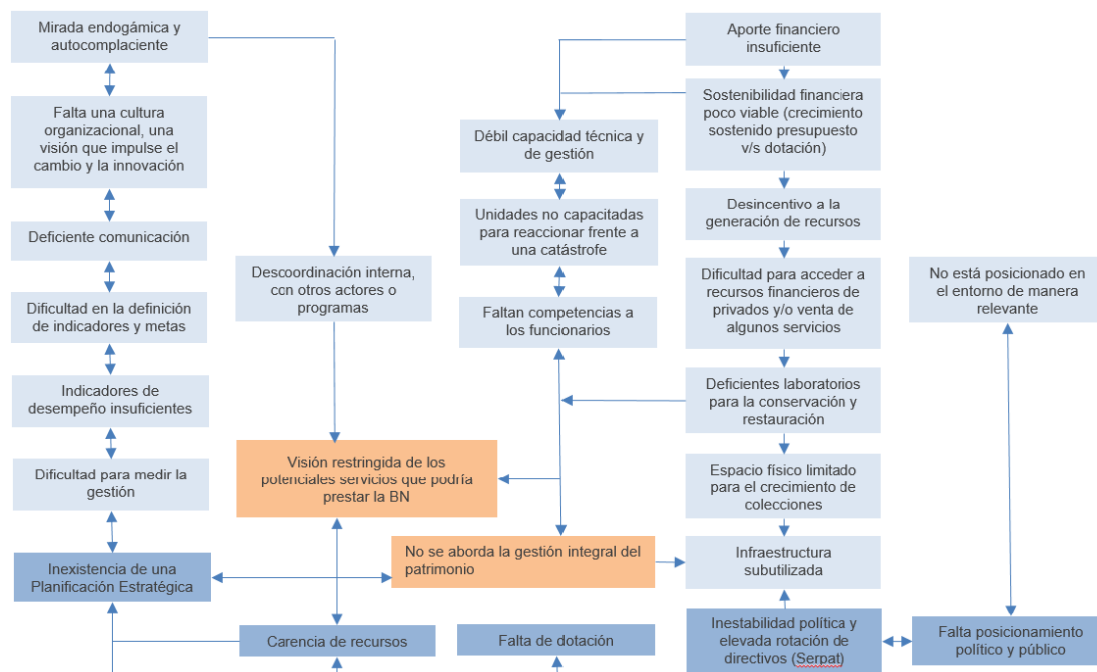 Mirada endogámica y
autocomplaciente
Falta una cultura
organizacional, una
visión que impulse el
cambio y la innovación
Deficiente comunicación
Dificultad en la definición
de indicadores y metas
Indicadores de
desempeño insuficientes
Dificultad para medir la
gestión
Inexistencia de una
Planificación Estratégica
Descoordinación interna,
con otros actores o
programas
Visión restringida de los
potenciales servicios que podría
prestar la BN
Carencia de recursos
Débil capacidad técnica y
de gestión
Unidades no capacitadas
para reaccionar frente a
una catástrofe
Faltan competencias a
los funcionarios
No se aborda la gestión integral del
patrimonio
Falta de dotación
Aporte financiero
insuficiente
Sostenibilidad financiera
poco viable (crecimiento
sostenido presupuesto
v/s dotación)
Desincentivo a la
generación de recursos
Dificultad para acceder a
recursos financieros de
privados y/o venta de
algunos servicios
Deficientes laboratorios
para la conservación y
restauración
Espacio físico limitado
para el crecimiento de
colecciones
Infraestructura
subutilizada
Inestabilidad política y
elevada rotación de
directivos (Serpat)
No está posicionado en
el entorno de manera
relevante
Falta posicionamiento
político y público